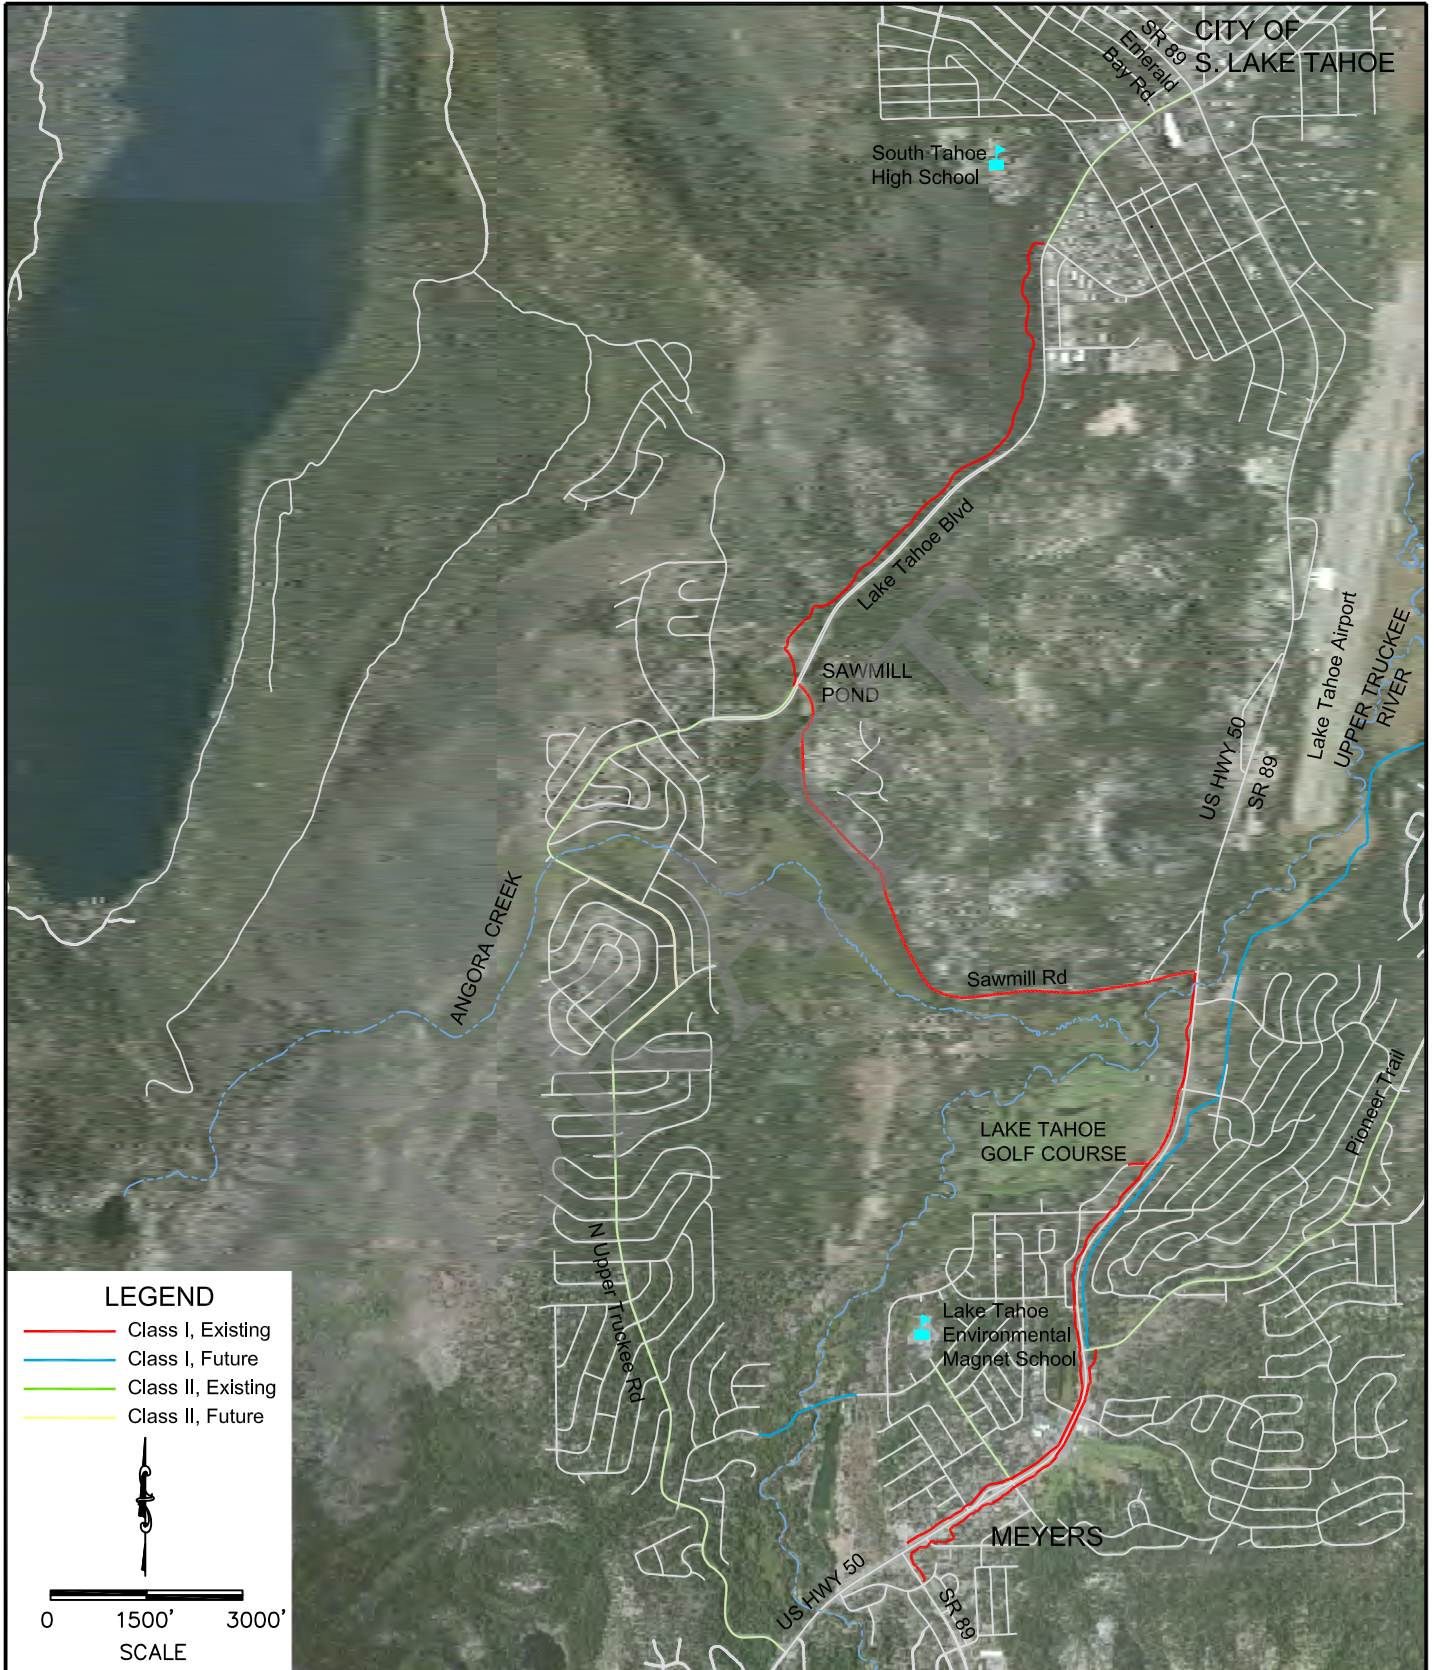 CITY OF
S. LAKE TAHOE
SR 89
Emerald
Bay Rd.
South Tahoe
High School
Lake Tahoe Blvd
SAWMILL
POND
Lake Tahoe Airport
UPPER TRUCKEE
RIVER
US HWY 50
SR 89
ANGORA CREEK
Sawmill Rd
Pioneer Trail
LAKE TAHOE
GOLF COURSE
N Upper Truckee Rd
Lake Tahoe
Environmental
Magnet School
MEYERS
US HWY 50
SR 89
LEGEND
Class I, Existing
Class I, Future
Class II, Existing
Class II, Future
0 1500' 3000'
SCALE